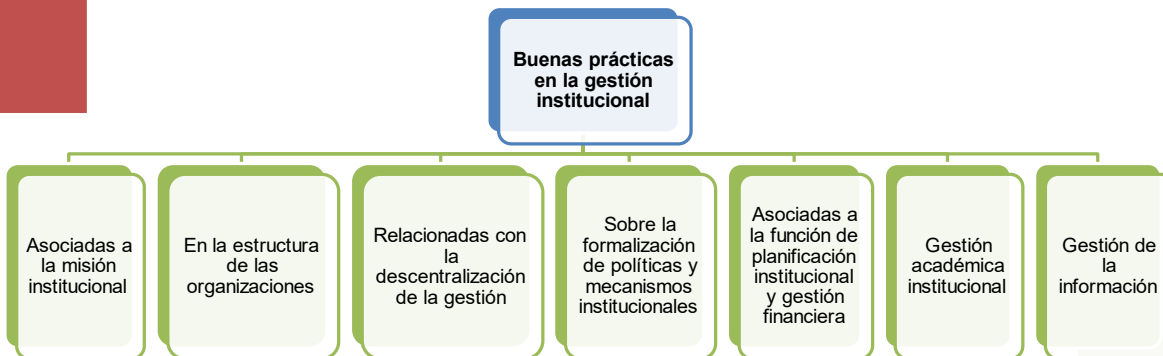 Buenas prácticas
en la gestión
institucional
Asociadas a
la misión
institucional
En la estructura
de las
organizaciones
Relacionadas con
la
descentralización
de la gestión
Sobre la
formalización
de políticas y
mecanismos
institucionales
Asociadas a
la función de
planificación
institucional
y gestión
financiera
Gestión
académica
institucional
Gestión de
la
información